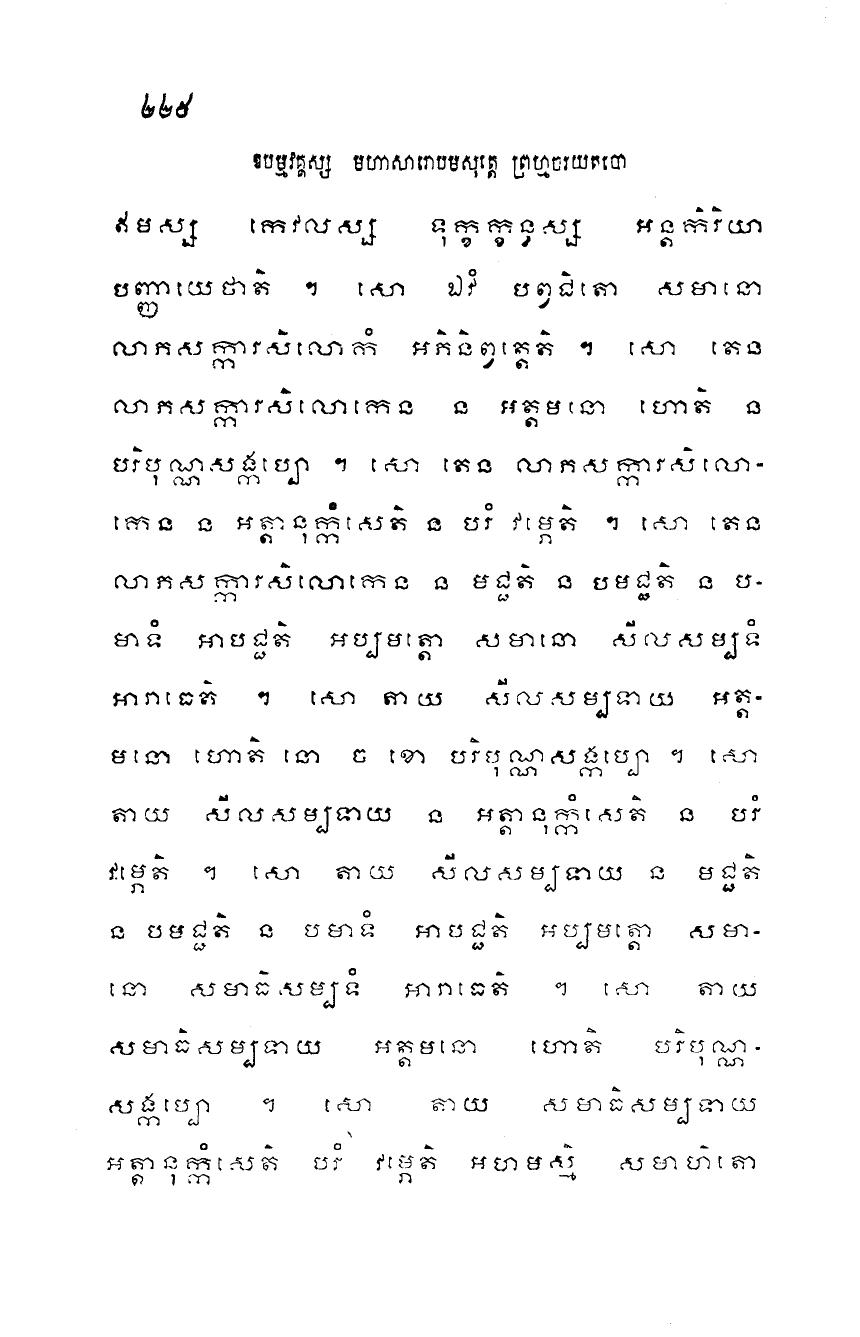 ២២៥
ឱបម្មវគ្គស្ស មហាសារោបមសុត្តេ ព្រហ្មចរយតបោ
ឥមស្ស កេវលស្ស ទុក្ខក្ខន្ធស្ស អន្តកិរិយា
បញ្ញាយេថាតិ ។ សោ ឯវំ បព្វជិតោ សមានោ
លាភសក្ការសិលោកំ អភិនិព្វត្តេតិ ។ សោ តេន
លាភសក្ការសិលោកេន ន អត្តមនោ ហោតិ ន
បរិបុណ្ណសង្កប្បោ ។ សោ តេន លាភសក្ការសិលោ-
កេន ន អត្តានុក្កំសេតិ ន បរំ វម្ភេតិ ។ សោ តេន
លាភសក្ការសិលោកេន ន មជ្ជតិ ន បមជ្ជតិ ន ប-
មាទំ អាបជ្ជតិ អប្បមត្តោ សមានោ សីលសម្បទំ
អារាធេតិ ។ សោ តាយ សីលសម្បទាយ អត្ត-
មនោ ហោតិ នោ ច ខោ បរិបុណ្ណសង្កប្បោ ។ សោ
តាយ សីលសម្បទាយ ន អត្តានុក្កំសេតិ ន បរំ
វម្ភេតិ ។ សោ តាយ សីលសម្បទាយ ន មជ្ជតិ
ន បមជ្ជតិ ន បមាទំ អាបជ្ជតិ អប្បមត្តោ សមា-
នោ សមាធិសម្បទំ អារាធេតិ ។ សោ តាយ
សមាធិសម្បទាយ អត្តមនោ ហោតិ បរិបុណ្ណ-
សង្កប្បោ ។ សោ តាយ សមាធិសម្បទាយ
អត្តានុក្កំសេតិ បរំ វម្ភេតិ អហមស្មិ សមាហិតោ